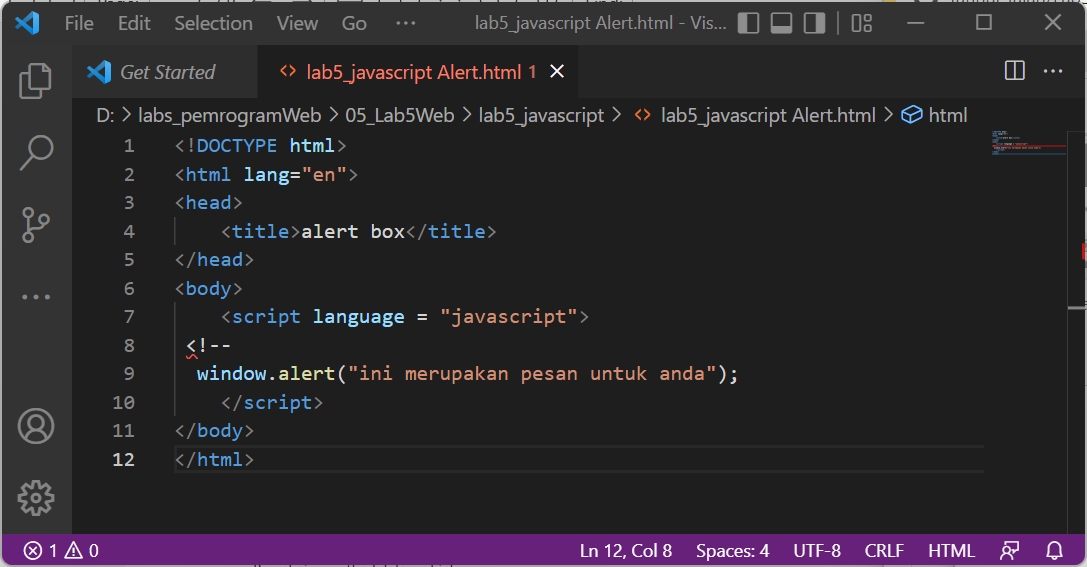 File Edit Selection View Go ··· lab5_javascript Alert.html - Vis...
Get Started lab5_javascript Alert.html 1
D: > labs_pemrogramWeb > 05_Lab5Web > lab5_javascript > <> lab5_javascript Alert.html > html
1 <!DOCTYPE html>
2 <html lang="en">
3 <head>
4 <title>alert box</title>
5 </head>
6 <body>
7 <script language = "javascript">
8 <!--
9 window.alert("ini merupakan pesan untuk anda");
10 </script>
11 </body>
12 </html>
1 0 Ln 12, Col 8 Spaces: 4 UTF-8 CRLF HTML